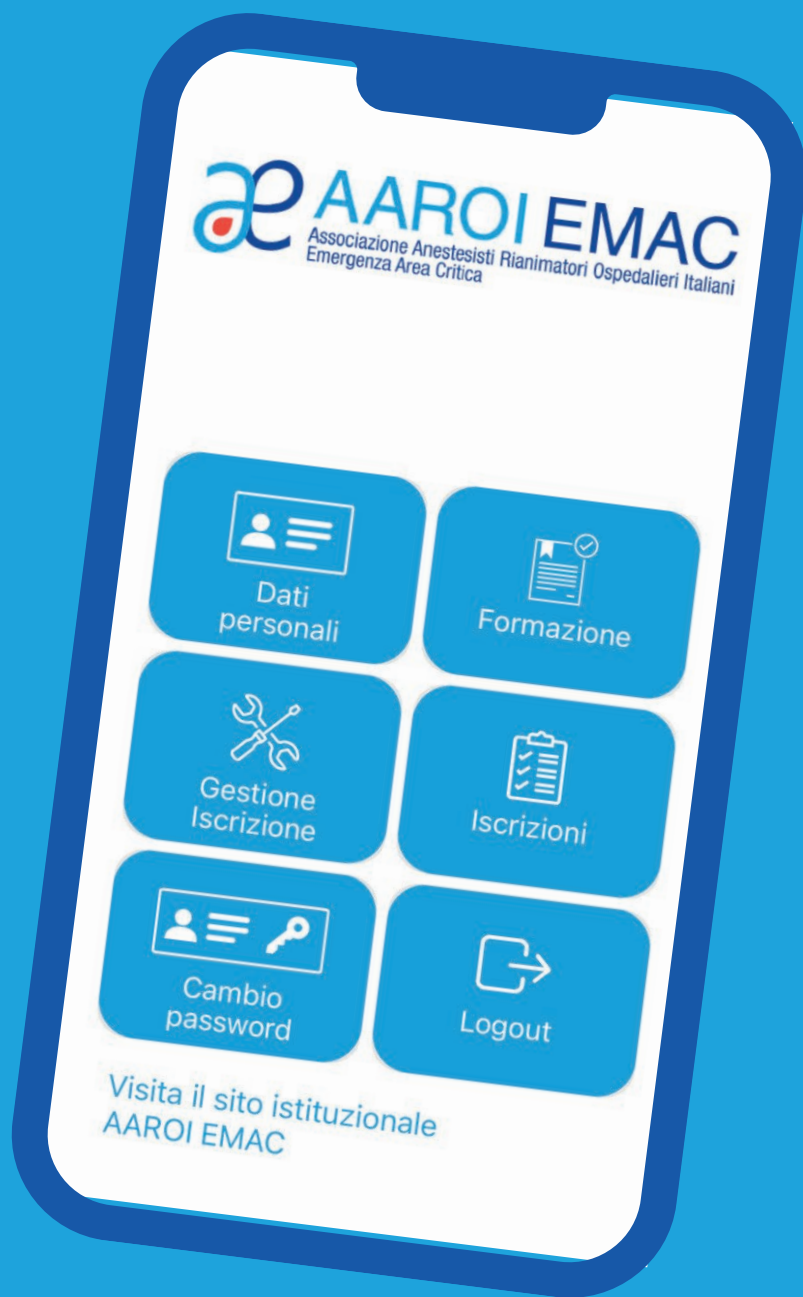 æ AAROI EMAC
Associazione Anestesisti Rianimatori Ospedalieri Italiani
Emergenza Area Critica
Dati
personali
Formazione
Gestione
Iscrizione
Iscrizioni
Cambio
password
Logout
Visita il sito istituzionale
AAROI EMAC